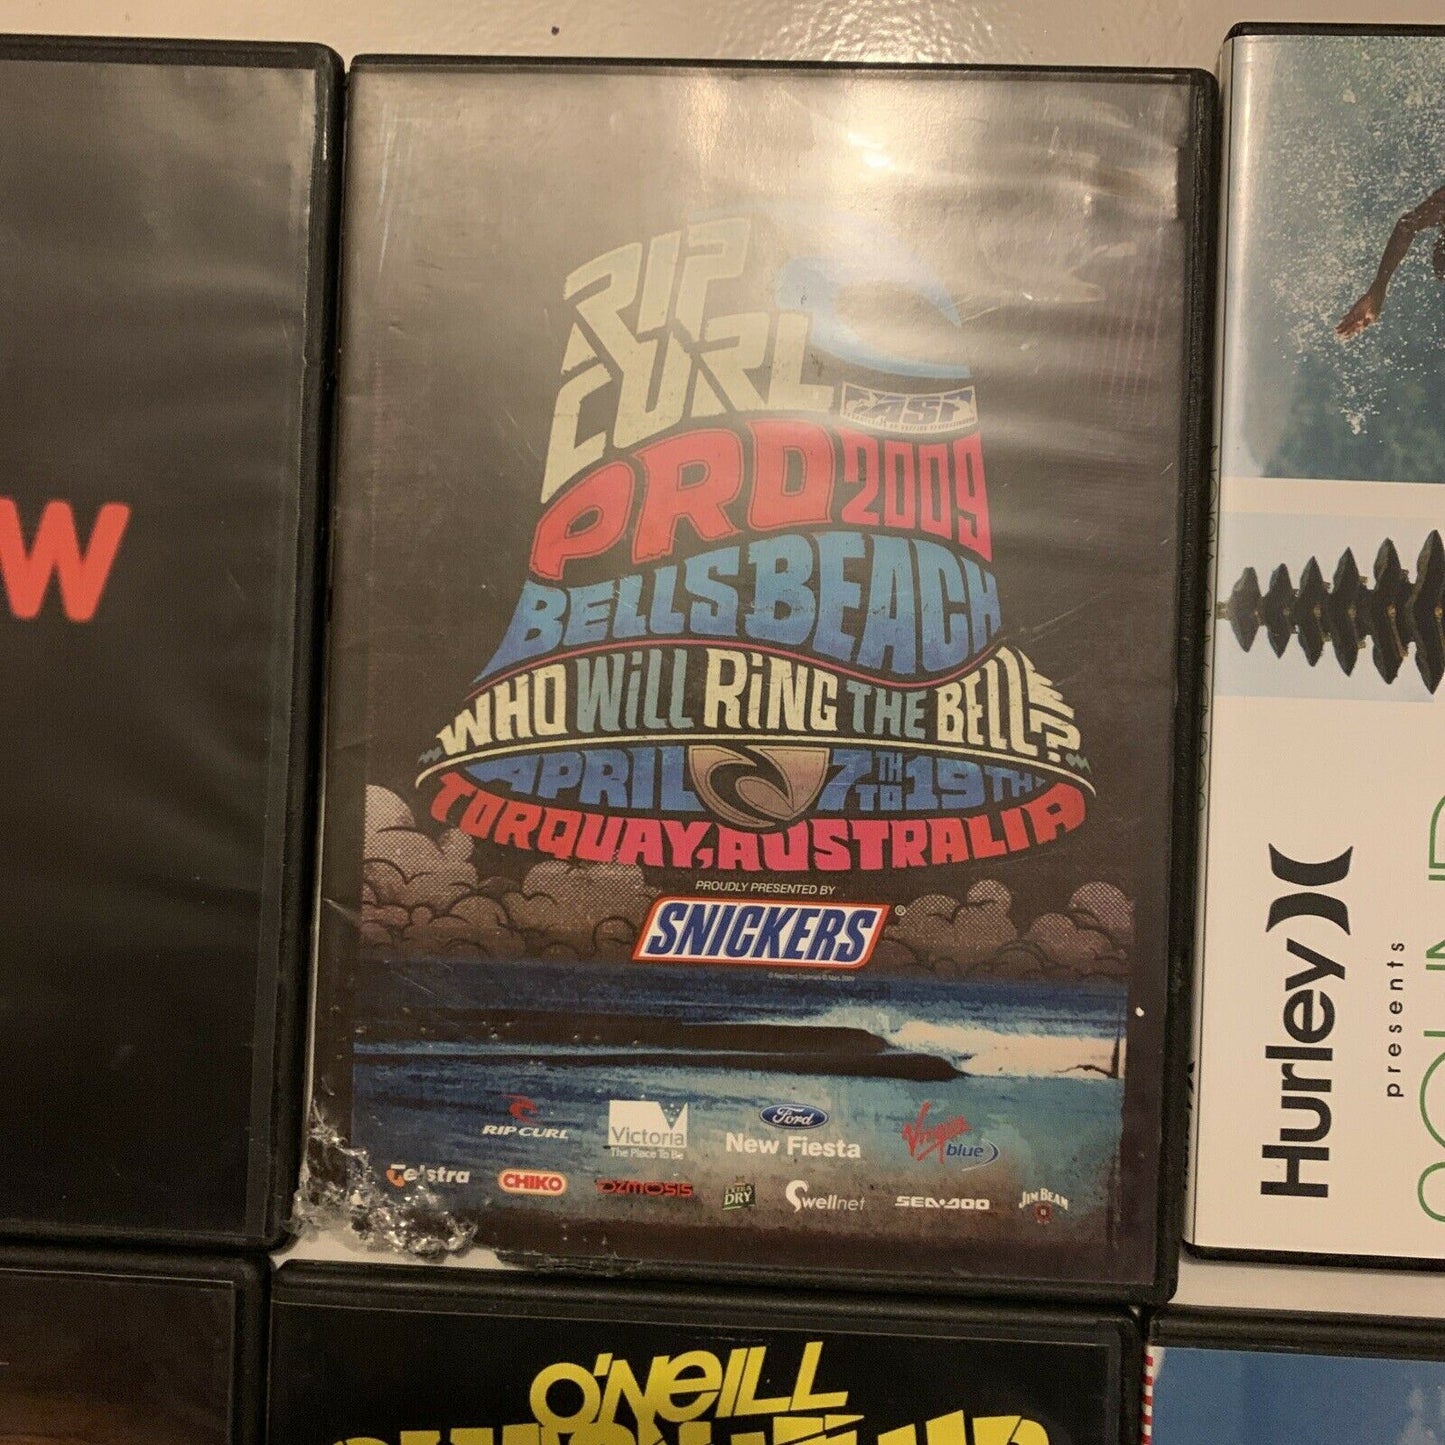 W
RIP
CURL
ASP
PRO 2009
BELLS BEACH
WHO WiLL RiNG THE BELL?
APRIL 7TH TO 19TH
TORQUAY, AUSTRALIA
PROUDLY PRESENTED BY
SNICKERS®
RIP CURL
Victoria
The Place To Be
Ford
New Fiesta
Virgin
blue
Telstra
CHIKO
OZMOSIS
DRY
Swellnet
SEA-DOO
JIM BEAM
Hurley
presents
O'NeiLL